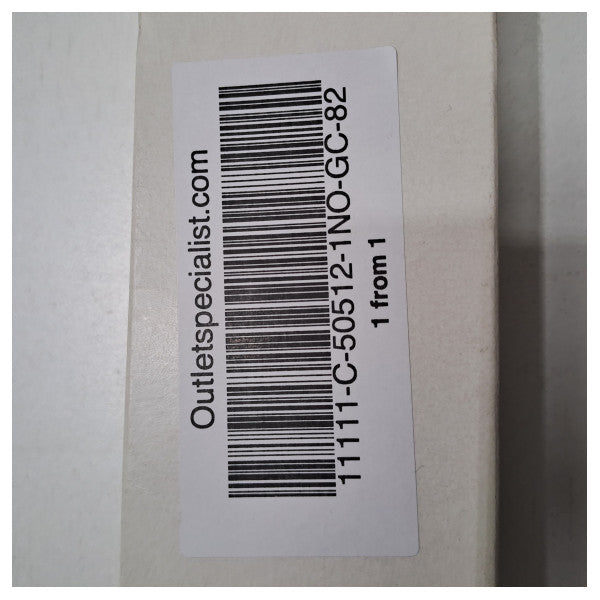 Outletspecialist.com
11111-C-50512-1NO-GC-82
1 from 1